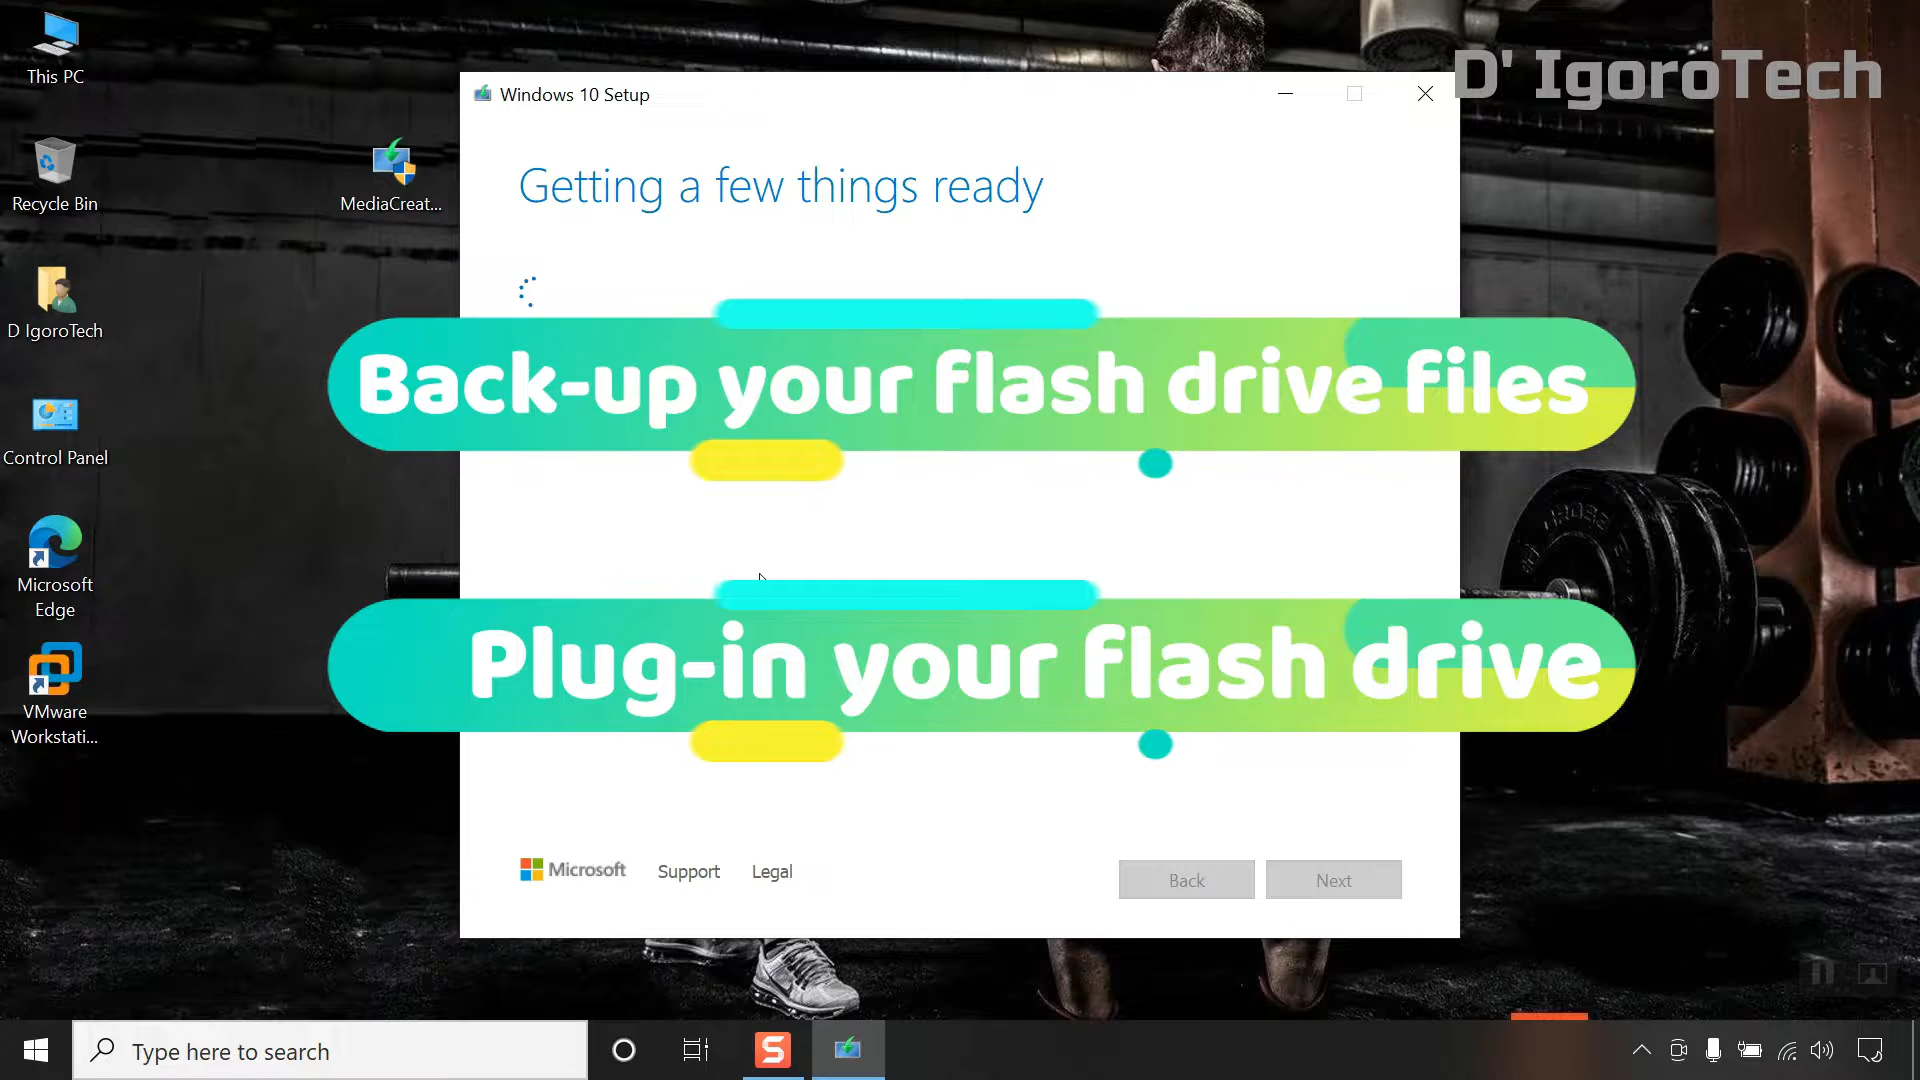 This PC
Recycle Bin
D IgoroTech
Control Panel
Microsoft
Edge
VMware
Workstati...
MediaCreat...
D' IgoroTech
Windows 10 Setup
Getting a few things ready
Back-up your flash drive files
Plug-in your flash drive
Microsoft Support Legal
Back Next
Type here to search